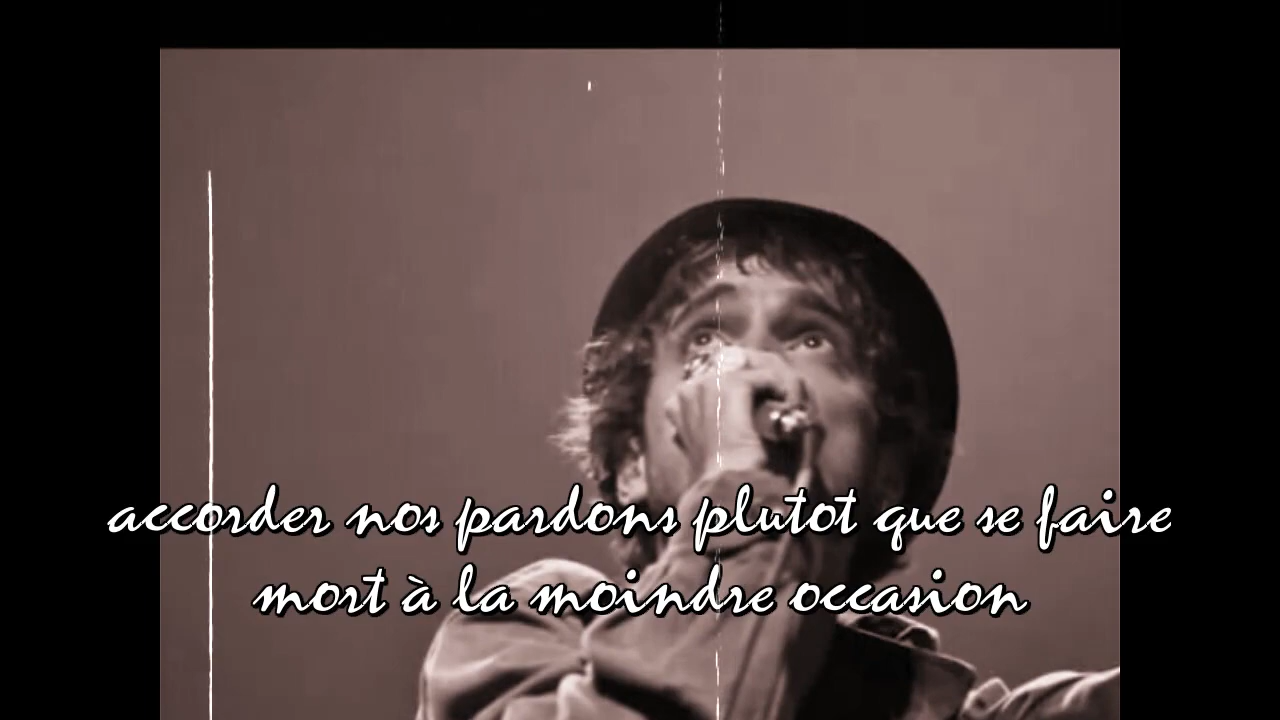 accorder nos pardons plutot que se faire
mort à la moindre occasion